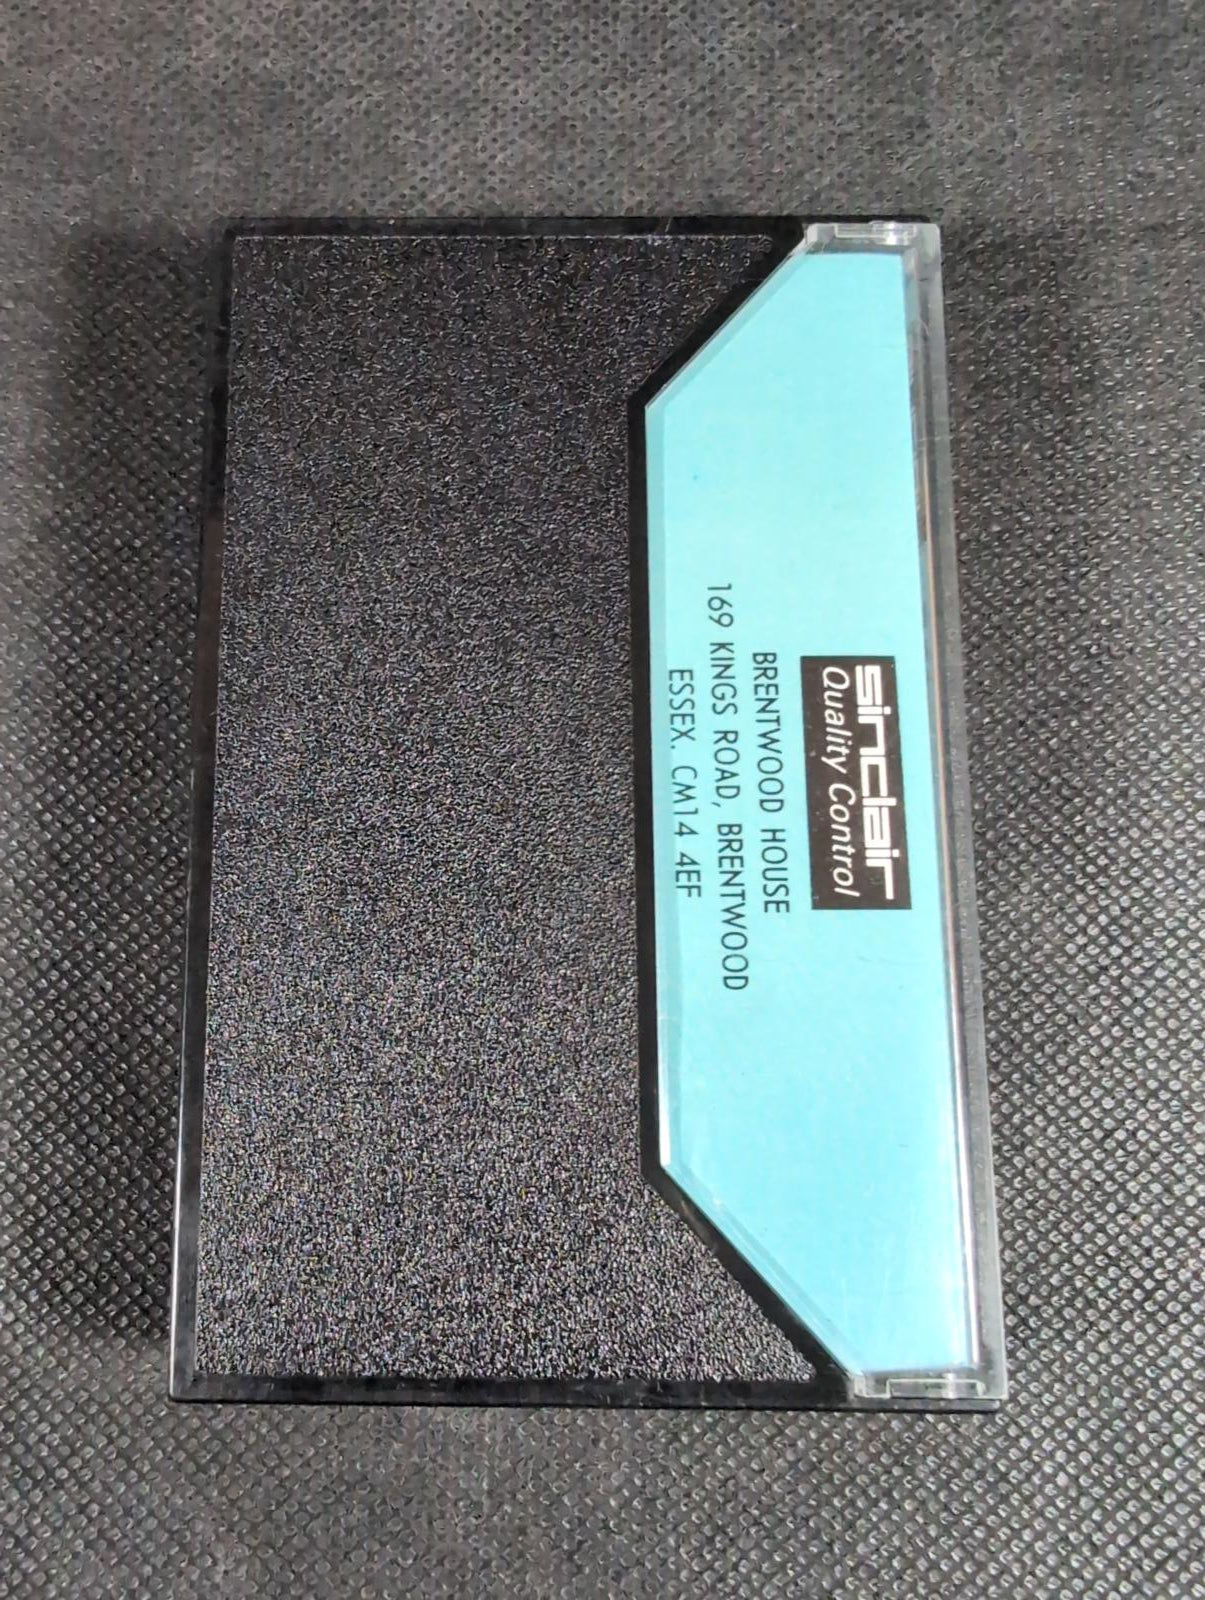 sinclair
Quality Control
BRENTWOOD HOUSE
169 KINGS ROAD, BRENTWOOD
ESSEX. CM14 4EF